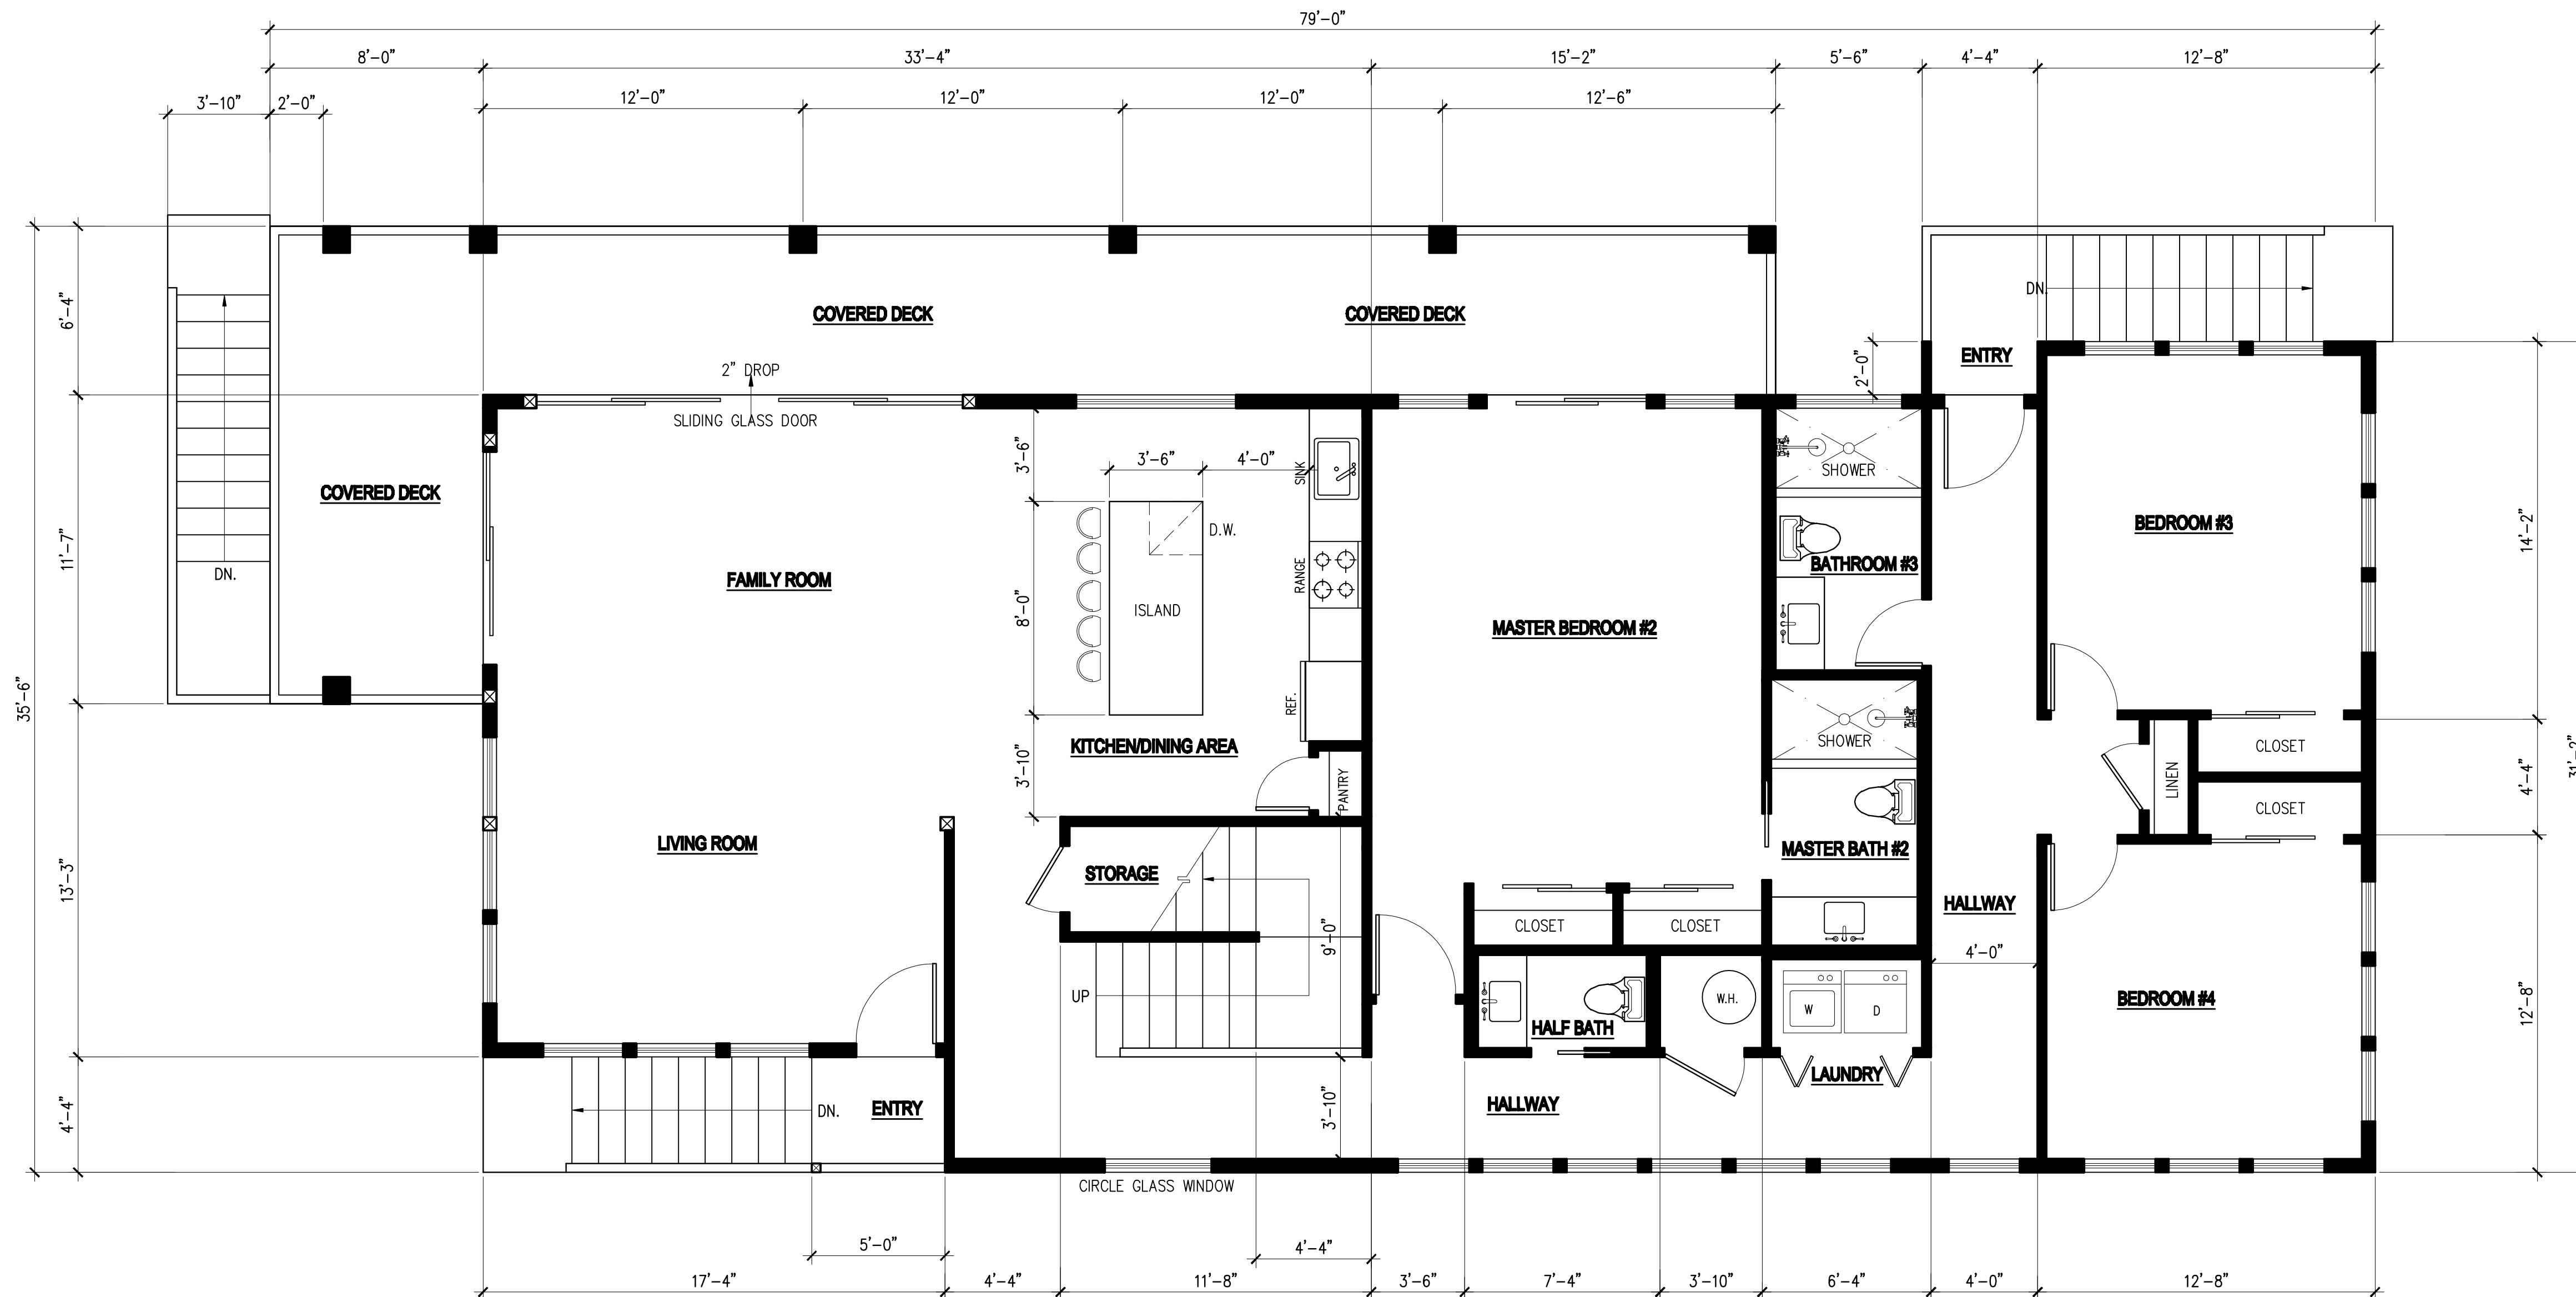 79'-0"
8'-0"
33'-4"
15'-2"
5'-6"
4'-4"
12'-8"
3'-10"
2'-0"
12'-0"
12'-0"
12'-0"
12'-6"
6'-4"
11'-7"
35'-6"
13'-3"
4'-4"
DN.
COVERED DECK
COVERED DECK
COVERED DECK
2" DROP
SLIDING GLASS DOOR
FAMILY ROOM
LIVING ROOM
3'-6"
3'-6"
4'-0"
8'-0"
3'-10"
D.W.
ISLAND
SINK
RANGE
REF.
KITCHEN/DINING AREA
PANTRY
STORAGE
UP
9'-0"
3'-10"
DN.
ENTRY
CIRCLE GLASS WINDOW
MASTER BEDROOM #2
CLOSET
CLOSET
HALF BATH
W.H.
HALLWAY
2'-0"
SHOWER
BATHROOM #3
SHOWER
MASTER BATH #2
W
D
LAUNDRY
DN.
ENTRY
HALLWAY
4'-0"
BEDROOM #3
CLOSET
LINEN
CLOSET
BEDROOM #4
14'-2"
4'-4"
31'-2"
12'-8"
5'-0"
4'-4"
17'-4"
4'-4"
11'-8"
3'-6"
7'-4"
3'-10"
6'-4"
4'-0"
12'-8"